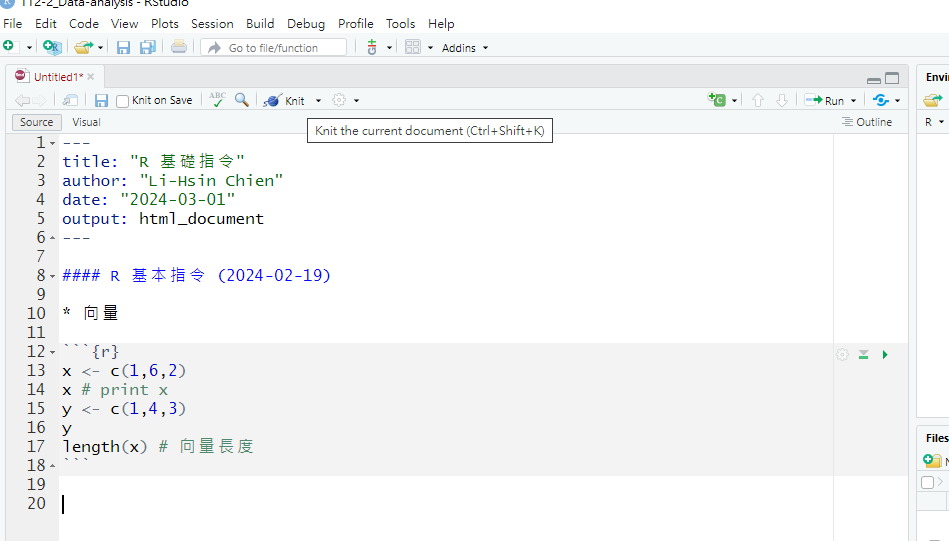 112-2_Data-analysis - RStudio
File Edit Code View Plots Session Build Debug Profile Tools Help
Go to file/function Addins
Untitled1*
Knit on Save ABC Knit Run
Source Visual Outline
Knit the current document (Ctrl+Shift+K)
Envi
R
1 ---
2 title: "R 基礎指令"
3 author: "Li-Hsin Chien"
4 date: "2024-03-01"
5 output: html_document
6 ---
7
8 #### R 基本指令 (2024-02-19)
9
10 * 向量
11
12 ```{r}
13 x <- c(1,6,2)
14 x # print x
15 y <- c(1,4,3)
16 y
17 length(x) # 向量長度
18 ```
19
20
Files
N